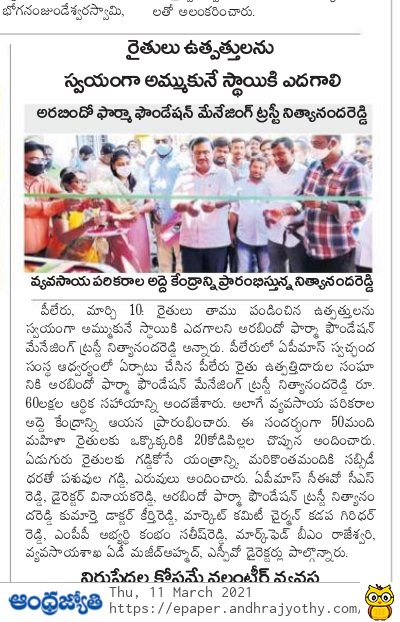 భోగనంజుండేశ్వరస్వామి,
లతో అలంకరించారు.
రైతులు ఉత్పత్తులను
స్వయంగా అమ్ముకునే స్థాయికి ఎదగాలి
అరబిందో ఫార్మా ఫౌండేషన్ మేనేజింగ్ ట్రస్టీ నిత్యానందరెడ్డి
వ్యవసాయ పరికరాల అద్దె కేంద్రాన్ని ప్రారంభిస్తున్న నిత్యానందరెడ్డి
పీలేరు, మార్చి 10: రైతులు తాము పండించిన ఉత్పత్తులను
స్వయంగా అమ్ముకునే స్థాయికి ఎదగాలని అరబిందో ఫార్మా ఫౌండేషన్
మేనేజింగ్ ట్రస్టీ నిత్యానందరెడ్డి అన్నారు. పీలేరులో ఏపీమాస్ స్వచ్ఛంద
సంస్థ ఆధ్వర్యంలో ఏర్పాటు చేసిన పీలేరు రైతు ఉత్పత్తిదారుల సంఘా
నికి అరబిందో ఫార్మా ఫౌండేషన్ మేనేజింగ్ ట్రస్టీ నిత్యానందరెడ్డి రూ.
60లక్షల ఆర్థిక సహాయాన్ని అందజేశారు. అలాగే వ్యవసాయ పరికరాల
అద్దె కేంద్రాన్ని ఆయన ప్రారంభించారు. ఈ సందర్భంగా 50మంది
మహిళా రైతులకు ఒక్కొక్కరికి 20కోడిపిల్లల చొప్పున అందించారు.
ఏడుగురు రైతులకు గడ్డికోసే యంత్రాన్ని, మరికొంతమందికి సబ్సిడీ
ధరతో పశువుల గడ్డి, ఎరువులు అందించారు. ఏపీమాస్ సీఈవో సీఎస్
రెడ్డి, డైరెక్టర్ వినాయకరెడ్డి, అరబిందో ఫార్మా ఫౌండేషన్ ట్రస్టీ నిత్యానం
దరెడ్డి కుమార్తె డాక్టర్ కీర్తిరెడ్డి, మార్కెట్ కమిటీ ఛైర్మన్ కడప గిరిధర్
రెడ్డి, ఎంపీపీ అభ్యర్థి కంభం సతీష్‌రెడ్డి, మార్క్‌ఫెడ్ బీఎం రాజేశ్వరి,
వ్యవసాయశాఖ ఏడీ మజీద్‌అహ్మద్, ఎస్పీవో డైరెక్టర్లు పాల్గొన్నారు.
నిరుపేదల కోసమే వలంటీర్ వ్యవస్థ
ఆంధ్రజ్యోతి Thu, 11 March 2021
https://epaper.andhrajyothy.com/